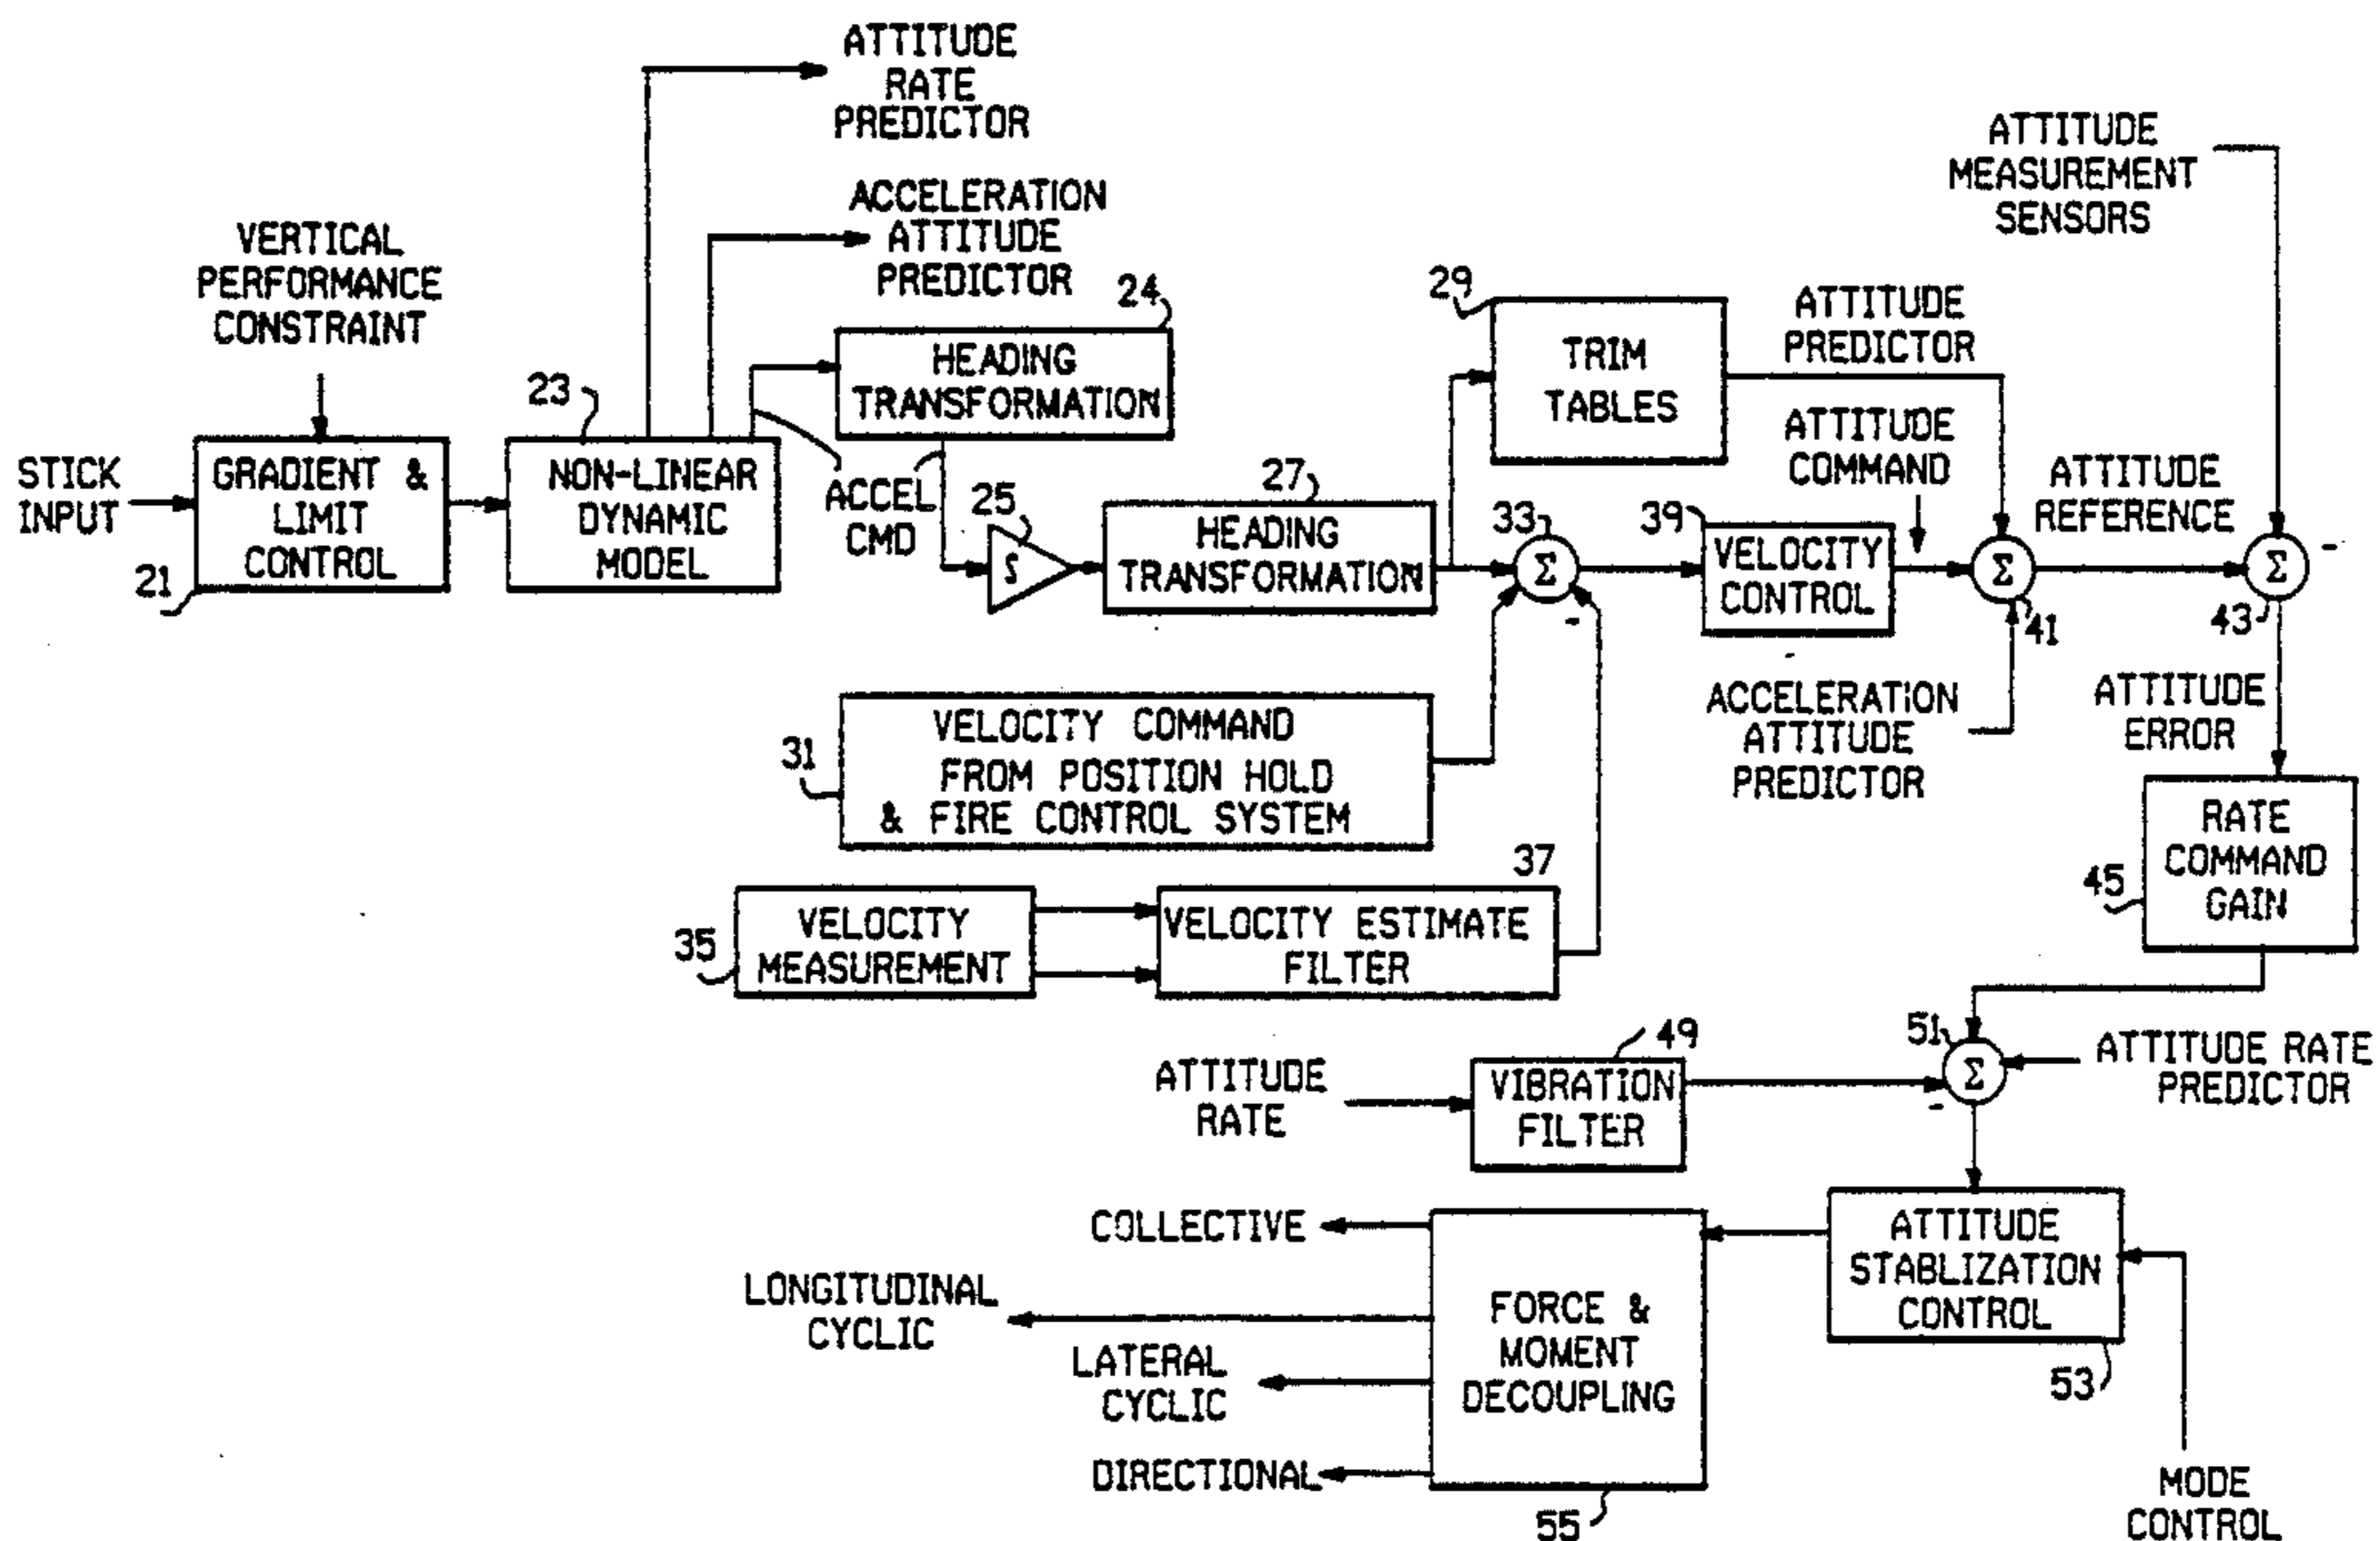 ATTITUDE
RATE
PREDICTOR
ACCELERATION
ATTITUDE
PREDICTOR
VERTICAL
PERFORMANCE
CONSTRAINT
ATTITUDE
MEASUREMENT
SENSORS
24
HEADING
TRANSFORMATION
29
TRIM
TABLES
ATTITUDE
PREDICTOR
ATTITUDE
COMMAND
ATTITUDE
REFERENCE
STICK
INPUT
GRADIENT &
LIMIT
CONTROL
21
23
NON-LINEAR
DYNAMIC
MODEL
ACCEL
CMD
25
S
27
HEADING
TRANSFORMATION
33
Σ
-
39
VELOCITY
CONTROL
Σ
41
Σ
-
43
ACCELERATION
ATTITUDE
PREDICTOR
ATTITUDE
ERROR
31
VELOCITY COMMAND
FROM POSITION HOLD
& FIRE CONTROL SYSTEM
45
RATE
COMMAND
GAIN
35
VELOCITY
MEASUREMENT
37
VELOCITY ESTIMATE
FILTER
ATTITUDE
RATE
49
VIBRATION
FILTER
51
Σ
-
ATTITUDE RATE
PREDICTOR
ATTITUDE
STABLIZATION
CONTROL
53
MODE
CONTROL
FORCE &
MOMENT
DECOUPLING
55
COLLECTIVE
LONGITUDINAL
CYCLIC
LATERAL
CYCLIC
DIRECTIONAL